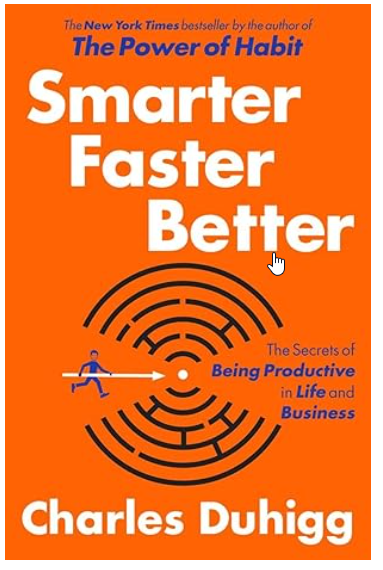 The New York Times bestseller by the author of
The Power of Habit
Smarter
Faster
Better
The Secrets of
Being Productive
in Life and
Business
Charles Duhigg